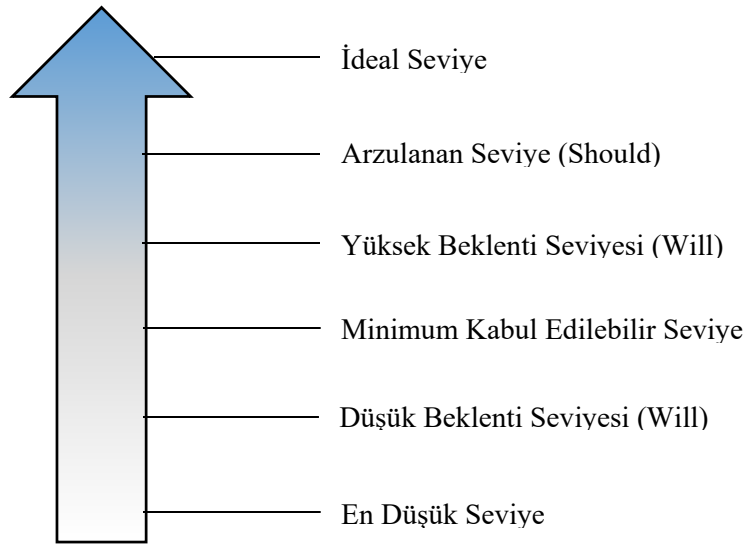 İdeal Seviye
Arzulanan Seviye (Should)
Yüksek Beklenti Seviyesi (Will)
Minimum Kabul Edilebilir Seviye
Düşük Beklenti Seviyesi (Will)
En Düşük Seviye